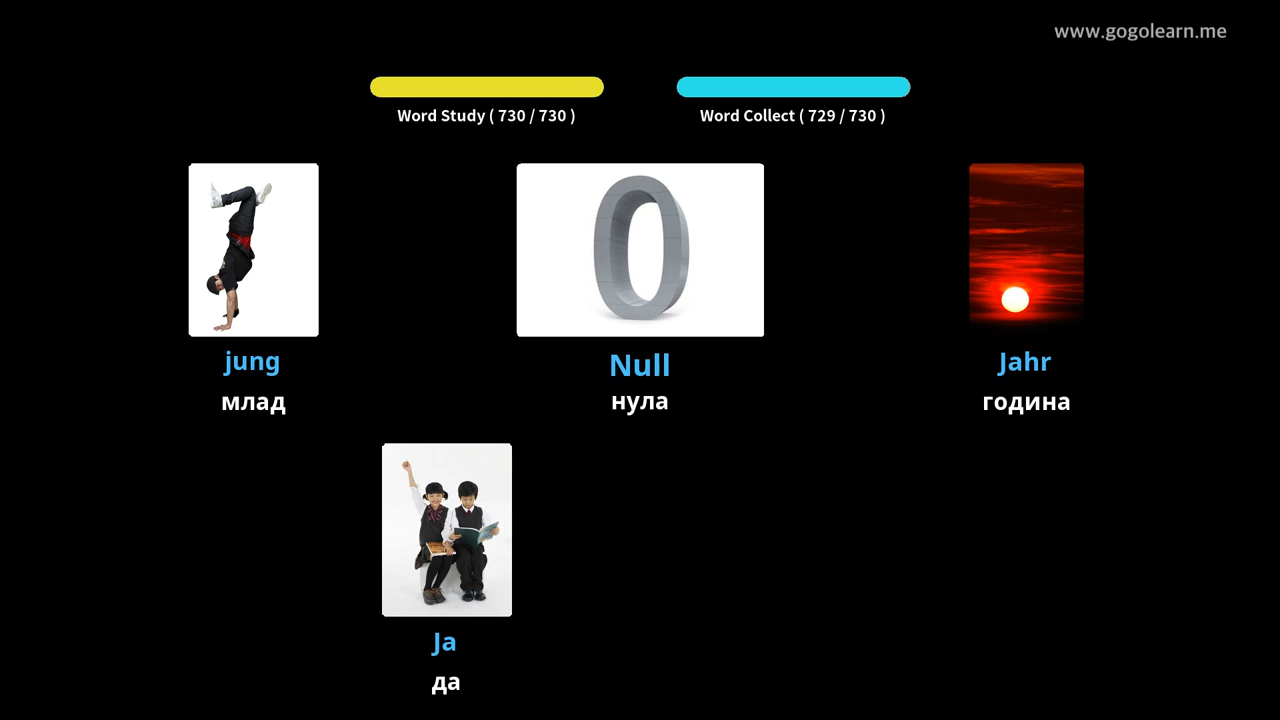 www.gogolearn.me
Word Study ( 730 / 730 )
Word Collect ( 729 / 730 )
jung
Null
Jahr
млад
нула
година
Ja
да